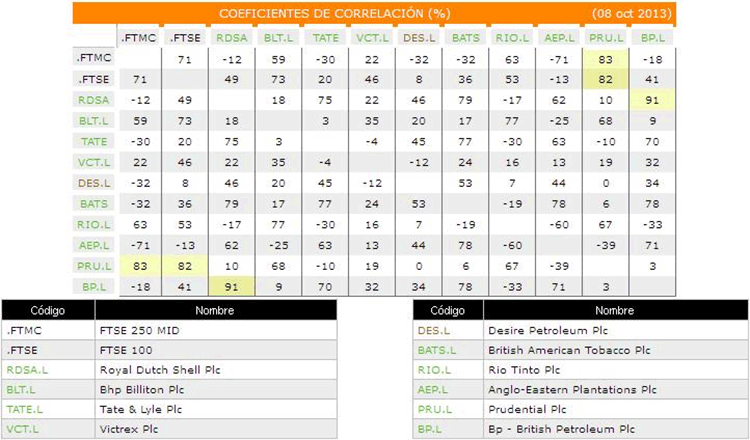 COEFICIENTES DE CORRELACIÓN (%) (08 oct 2013)
.FTMC .FTSE RDSA BLT.L TATE VCT.L DES.L BATS RIO.L AEP.L PRU.L BP.L
.FTMC 71 -12 59 -30 22 -32 -32 63 -71 83 -18
.FTSE 71 49 73 20 46 8 36 53 -13 82 41
RDSA -12 49 18 75 22 46 79 -17 62 10 91
BLT.L 59 73 18 3 35 20 17 77 -25 68 9
TATE -30 20 75 3 -4 45 77 -30 63 -10 70
VCT.L 22 46 22 35 -4 -12 24 16 13 19 32
DES.L -32 8 46 20 45 -12 53 7 44 0 34
BATS -32 36 79 17 77 24 53 -19 78 6 78
RIO.L 63 53 -17 77 -30 16 7 -19 -60 67 -33
AEP.L -71 -13 62 -25 63 13 44 78 -60 -39 71
PRU.L 83 82 10 68 -10 19 0 6 67 -39 3
BP.L -18 41 91 9 70 32 34 78 -33 71 3
Código Nombre
.FTMC FTSE 250 MID
.FTSE FTSE 100
RDSA.L Royal Dutch Shell Plc
BLT.L Bhp Billiton Plc
TATE.L Tate & Lyle Plc
VCT.L Victrex Plc
Código Nombre
DES.L Desire Petroleum Plc
BATS.L British American Tobacco Plc
RIO.L Rio Tinto Plc
AEP.L Anglo-Eastern Plantations Plc
PRU.L Prudential Plc
BP.L Bp - British Petroleum Plc